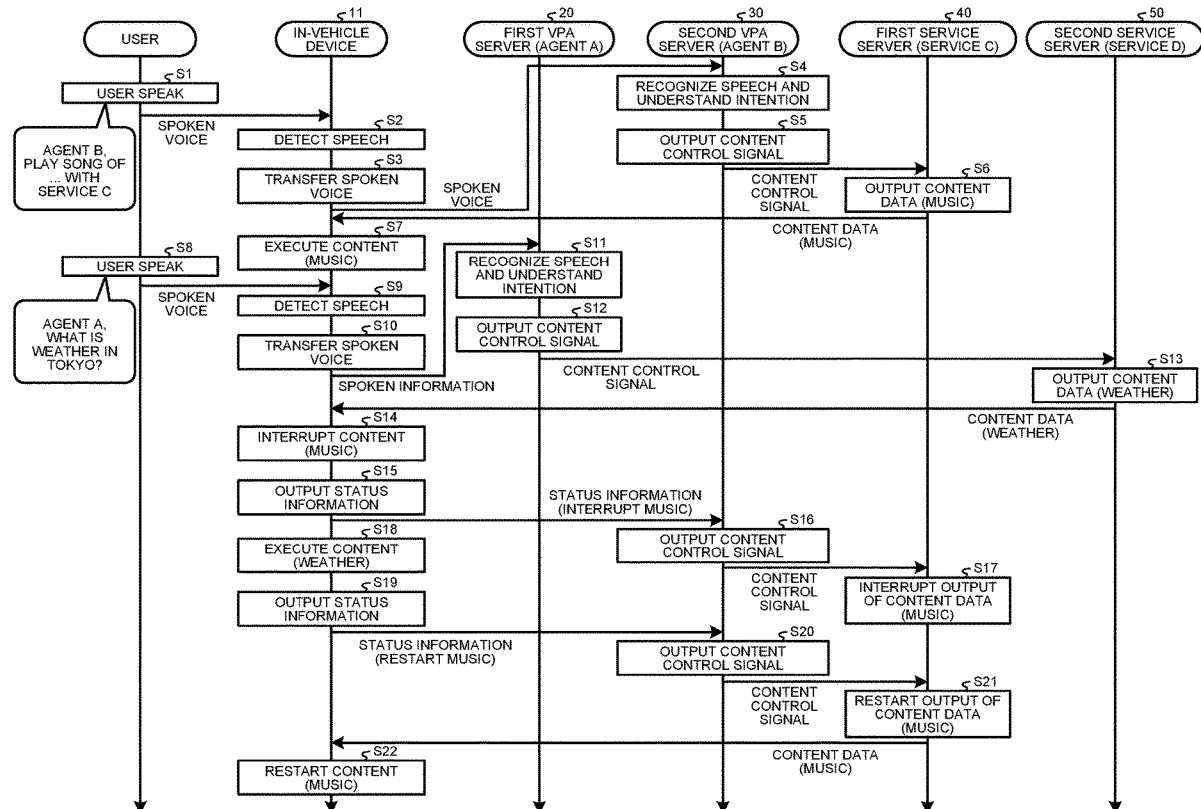 11
20
30
40
50
USER
IN-VEHICLE
DEVICE
FIRST VPA
SERVER (AGENT A)
SECOND VPA
SERVER (AGENT B)
FIRST SERVICE
SERVER (SERVICE C)
SECOND SERVICE
SERVER (SERVICE D)
S1
USER SPEAK
SPOKEN
VOICE
AGENT B,
PLAY SONG OF
... WITH
SERVICE C
S2
DETECT SPEECH
S3
TRANSFER SPOKEN
VOICE
SPOKEN
VOICE
S4
RECOGNIZE SPEECH AND
UNDERSTAND INTENTION
S5
OUTPUT CONTENT
CONTROL SIGNAL
CONTENT
CONTROL
SIGNAL
S6
OUTPUT CONTENT
DATA (MUSIC)
CONTENT DATA
(MUSIC)
S7
EXECUTE CONTENT
(MUSIC)
S8
USER SPEAK
SPOKEN
VOICE
AGENT A,
WHAT IS
WEATHER IN
TOKYO?
S9
DETECT SPEECH
S10
TRANSFER SPOKEN
VOICE
SPOKEN INFORMATION
S11
RECOGNIZE SPEECH
AND UNDERSTAND
INTENTION
S12
OUTPUT CONTENT
CONTROL SIGNAL
CONTENT CONTROL
SIGNAL
S13
OUTPUT CONTENT
DATA (WEATHER)
CONTENT DATA
(WEATHER)
S14
INTERRUPT CONTENT
(MUSIC)
S15
OUTPUT STATUS
INFORMATION
STATUS INFORMATION
(INTERRUPT MUSIC)
S16
OUTPUT CONTENT
CONTROL SIGNAL
CONTENT
CONTROL
SIGNAL
S17
INTERRUPT OUTPUT
OF CONTENT DATA
(MUSIC)
S18
EXECUTE CONTENT
(WEATHER)
S19
OUTPUT STATUS
INFORMATION
STATUS INFORMATION
(RESTART MUSIC)
S20
OUTPUT CONTENT
CONTROL SIGNAL
CONTENT
CONTROL
SIGNAL
S21
RESTART OUTPUT OF
CONTENT DATA
(MUSIC)
CONTENT DATA
(MUSIC)
S22
RESTART CONTENT
(MUSIC)